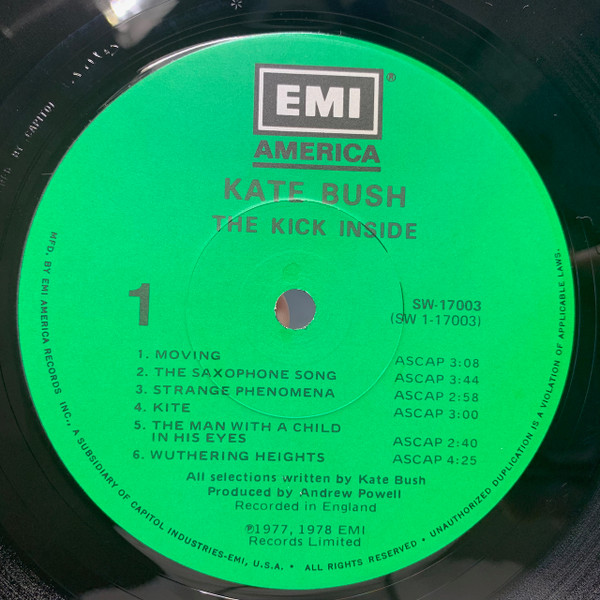 EMI®
AMERICA
KATE BUSH
THE KICK INSIDE
1
SW-17003
(SW 1-17003)
1. MOVING ASCAP 3:08
2. THE SAXOPHONE SONG ASCAP 3:44
3. STRANGE PHENOMENA ASCAP 2:58
4. KITE ASCAP 3:00
5. THE MAN WITH A CHILD
IN HIS EYES ASCAP 2:40
6. WUTHERING HEIGHTS ASCAP 4:25
All selections written by Kate Bush
Produced by Andrew Powell
Recorded in England
℗1977, 1978 EMI
Records Limited
MFD. BY EMI AMERICA RECORDS INC., A SUBSIDIARY OF CAPITOL INDUSTRIES-EMI, U.S.A. • ALL RIGHTS RESERVED • UNAUTHORIZED DUPLICATION IS A VIOLATION OF APPLICABLE LAWS.
BY CAPITOL